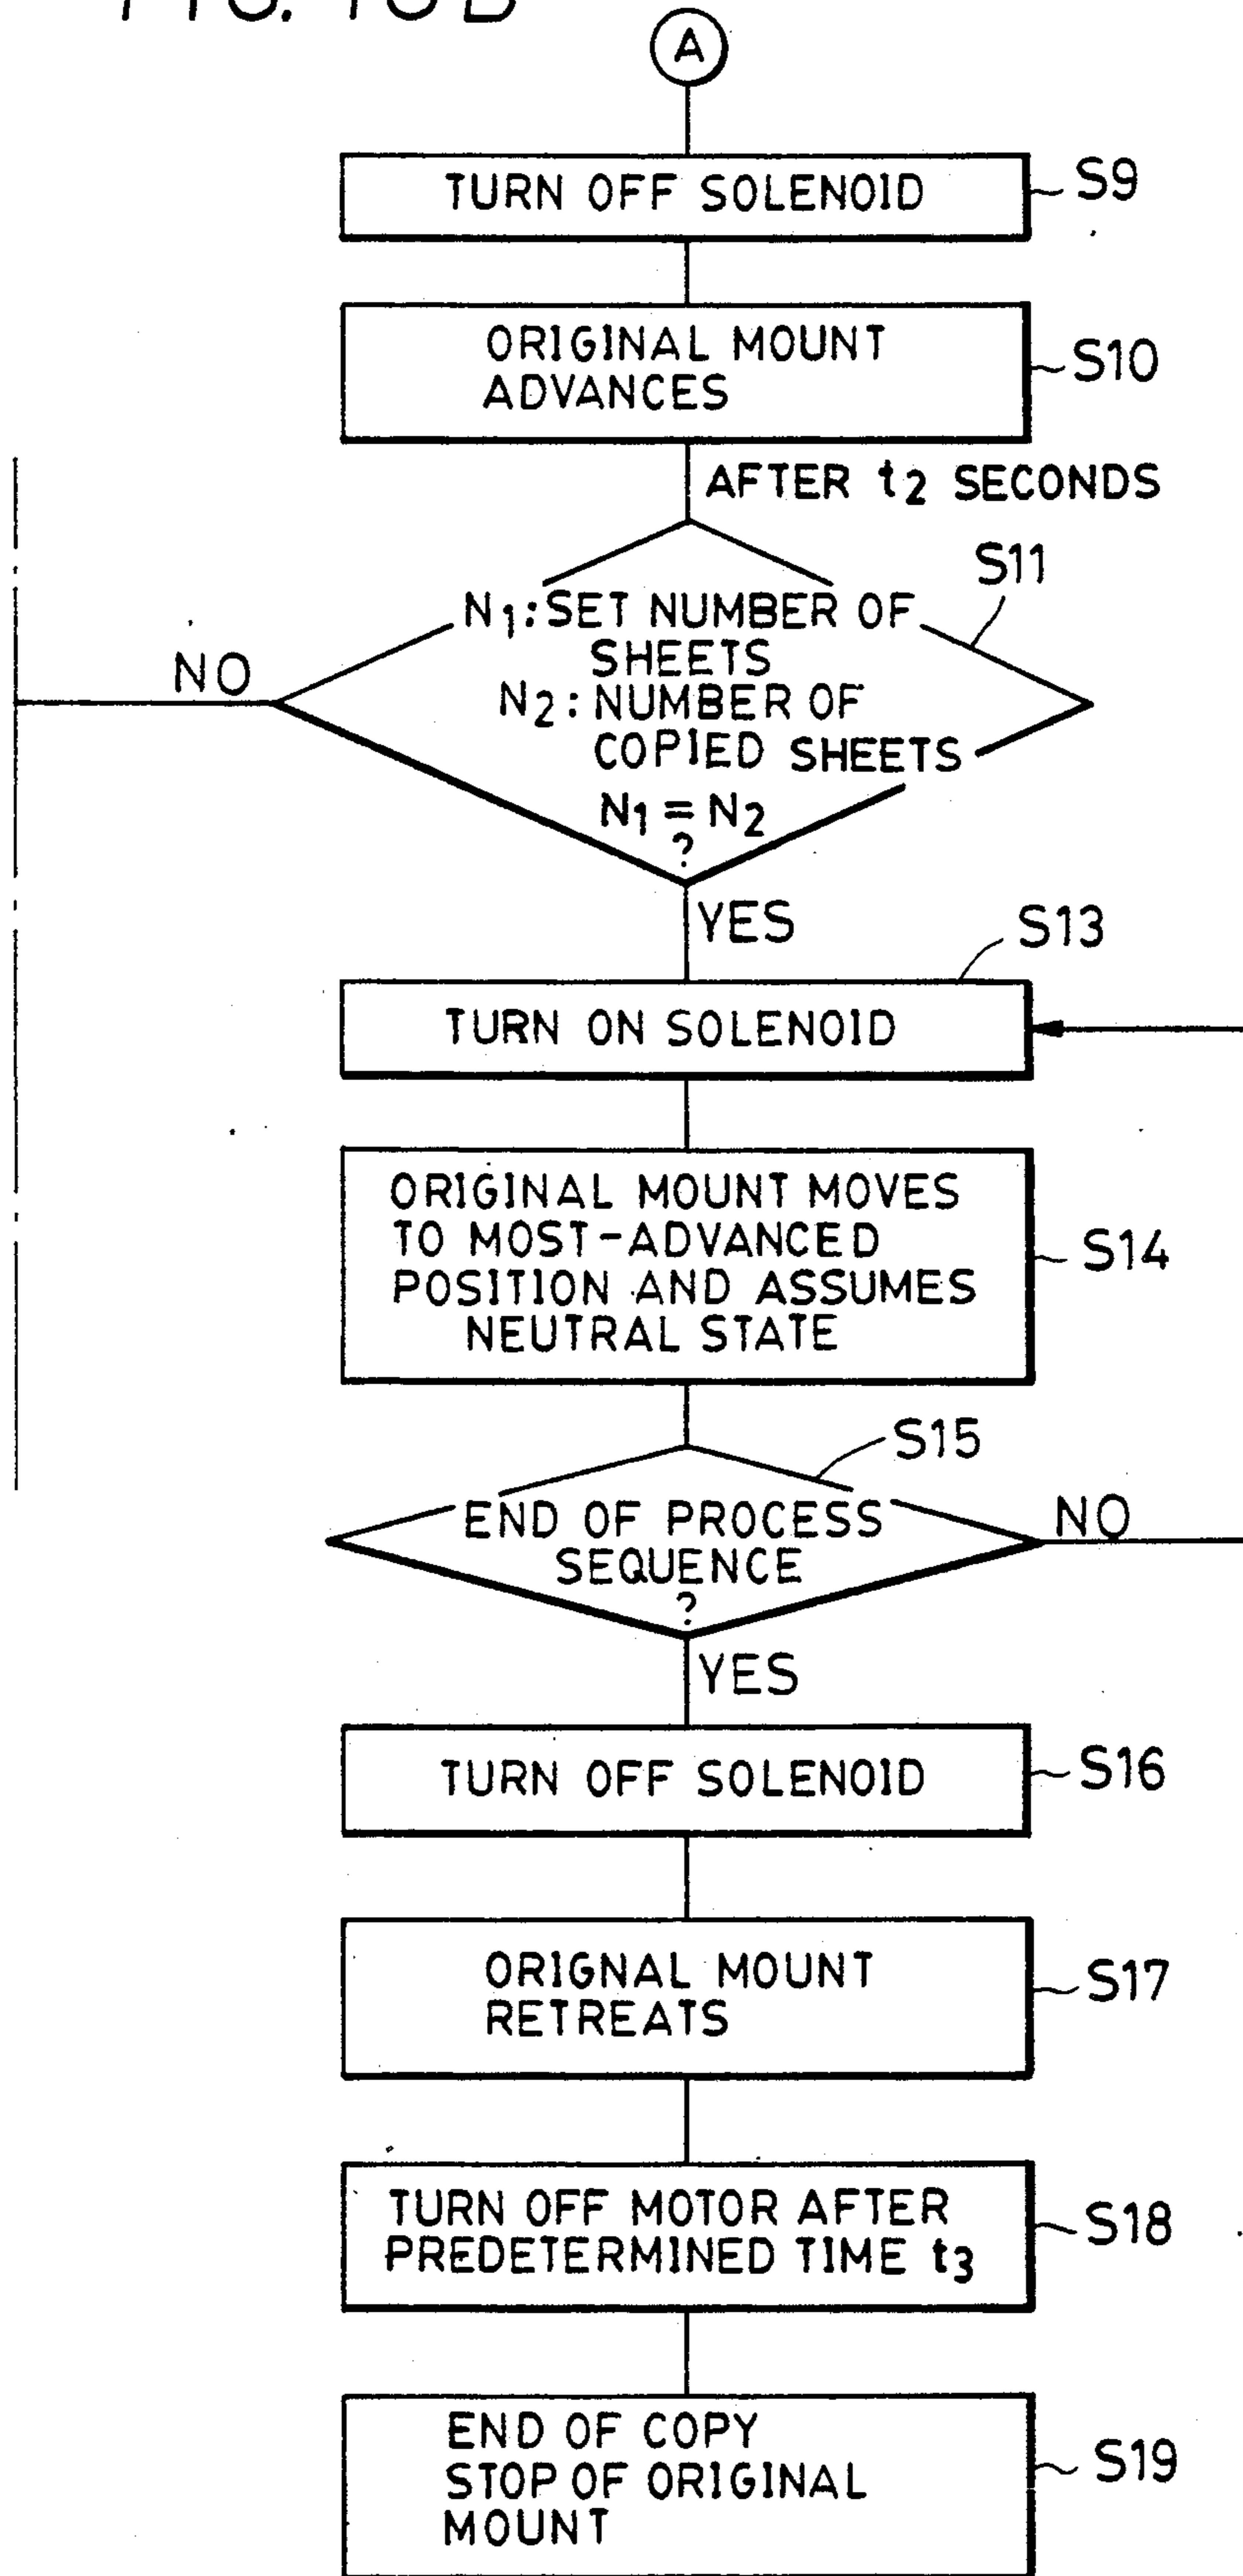 A
TURN OFF SOLENOID
S9
ORIGINAL MOUNT
ADVANCES
S10
AFTER t2 SECONDS
S11
N1: SET NUMBER OF
SHEETS
N2: NUMBER OF
COPIED SHEETS
N1 = N2
?
NO
YES
S13
TURN ON SOLENOID
ORIGINAL MOUNT MOVES
TO MOST-ADVANCED
POSITION AND ASSUMES
NEUTRAL STATE
S14
S15
END OF PROCESS
SEQUENCE
?
NO
YES
TURN OFF SOLENOID
S16
ORIGNAL MOUNT
RETREATS
S17
TURN OFF MOTOR AFTER
PREDETERMINED TIME t3
S18
END OF COPY
STOP OF ORIGINAL
MOUNT
S19